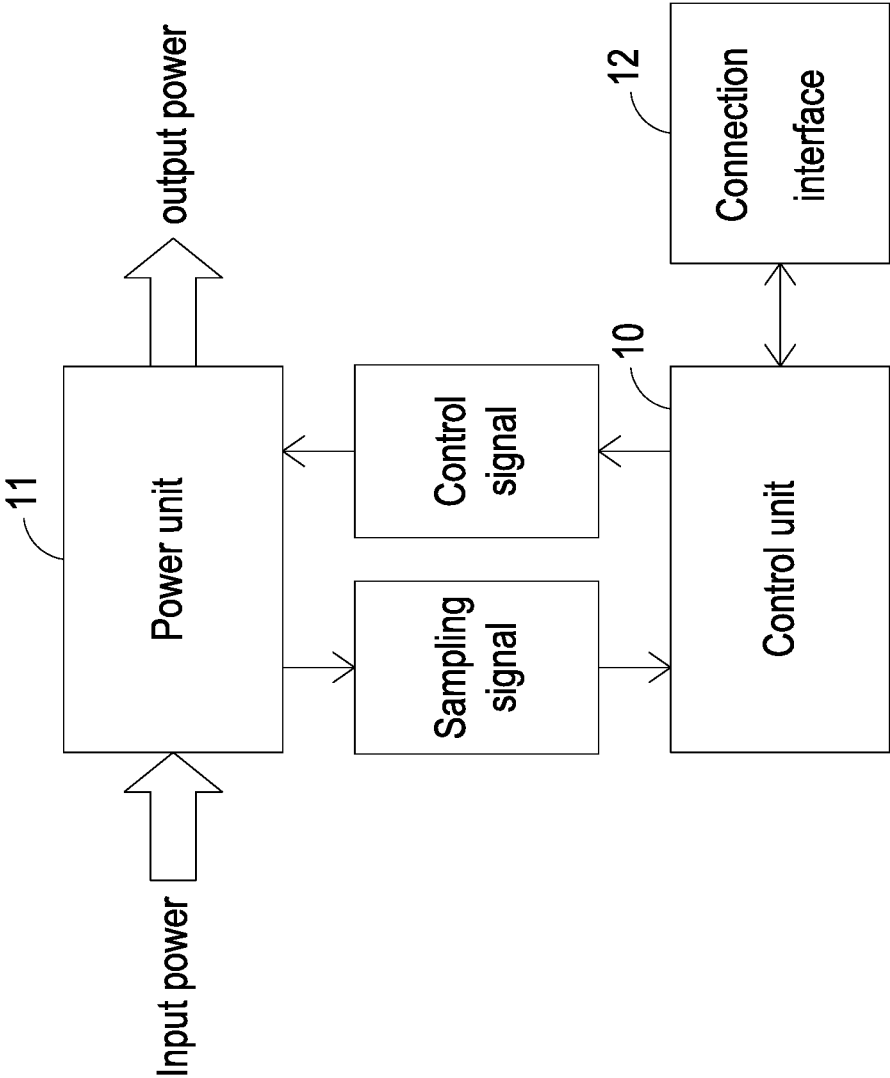 11
Input power
Power unit
output power
Sampling
signal
Control
signal
10
12
Control unit
Connection
interface